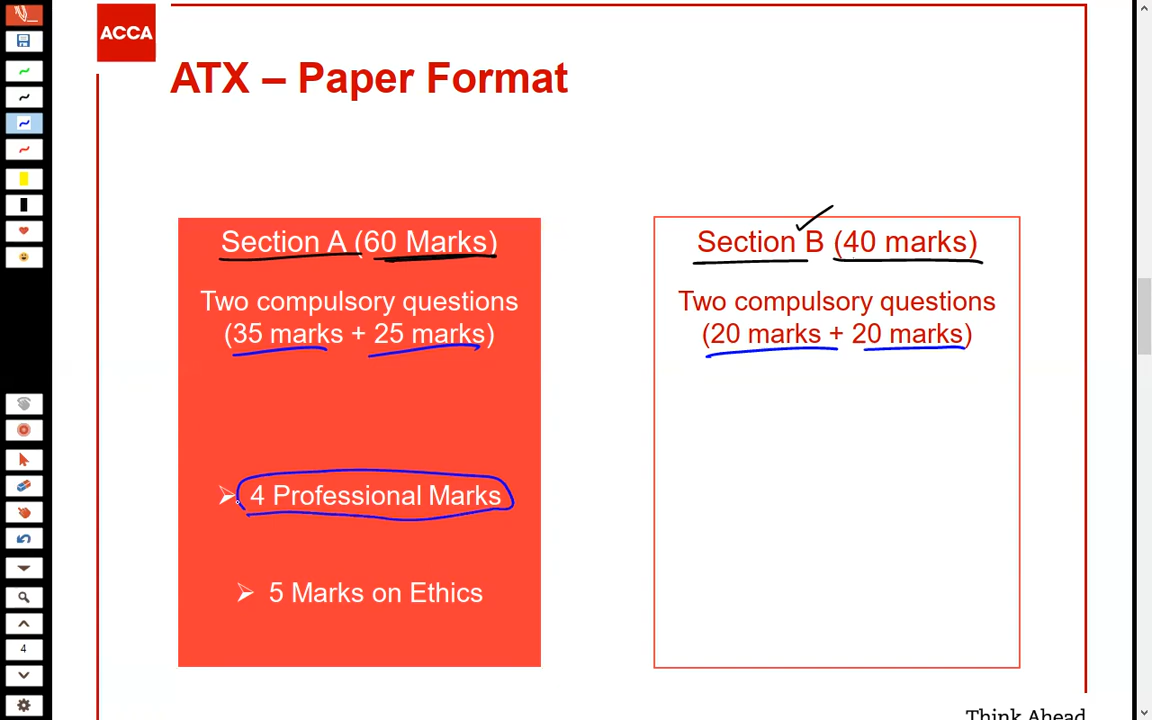 ACCA
ATX – Paper Format
Section A (60 Marks)
Two compulsory questions
(35 marks + 25 marks)
➢ 4 Professional Marks
➢ 5 Marks on Ethics
Section B (40 marks)
Two compulsory questions
(20 marks + 20 marks)
4
Think Ahead